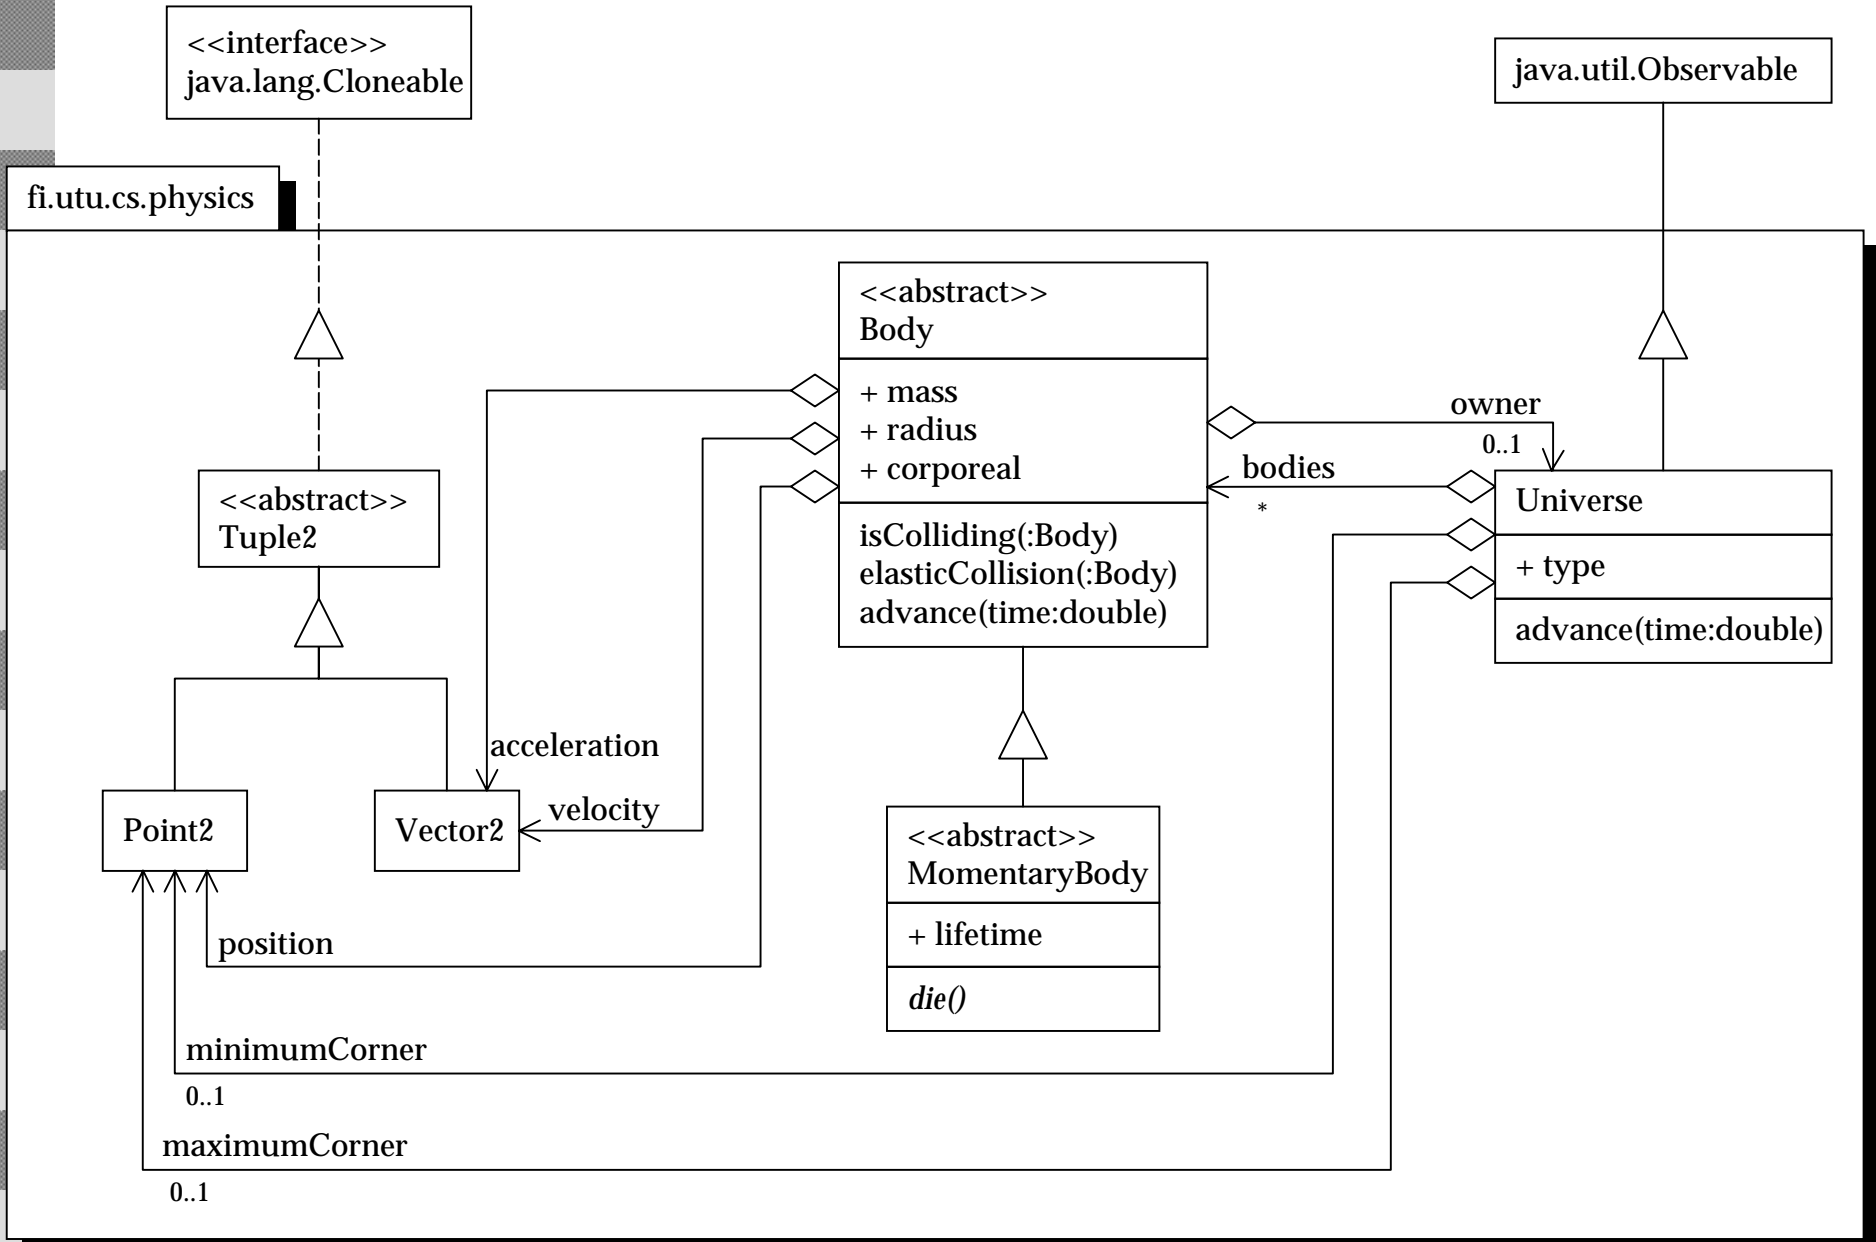 <<interface>>
java.lang.Cloneable
java.util.Observable
fi.utu.cs.physics
<<abstract>>
Body
+ mass
+ radius
+ corporeal
isColliding(:Body)
elasticCollision(:Body)
advance(time:double)
owner
0..1
bodies
*
Universe
+ type
advance(time:double)
<<abstract>>
Tuple2
acceleration
velocity
Point2
Vector2
<<abstract>>
MomentaryBody
+ lifetime
die()
position
minimumCorner
0..1
maximumCorner
0..1